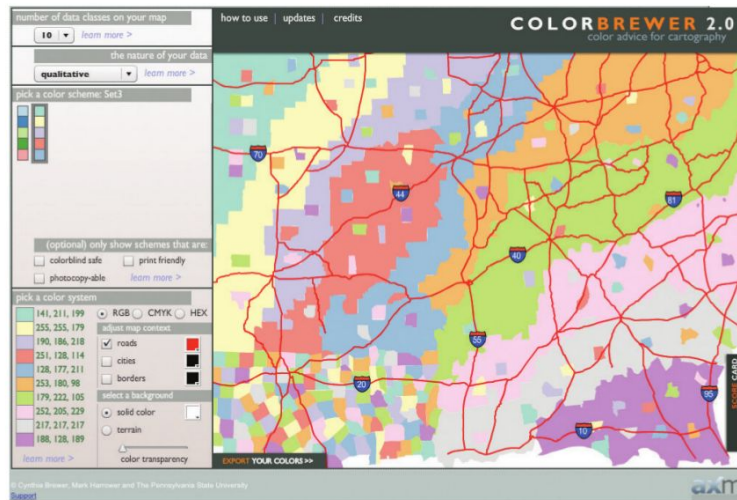 number of data classes on your map
10 learn more >
the nature of your data
qualitative learn more >
pick a color scheme: Set3
(optional) only show schemes that are:
colorblind safe print friendly
photocopy-able learn more >
pick a color system
141, 211, 199
255, 255, 179
190, 186, 218
251, 128, 114
128, 177, 211
253, 180, 98
179, 222, 105
252, 205, 229
217, 217, 217
188, 128, 189
learn more >
RGB CMYK HEX
adjust map context
roads
cities
borders
select a background
solid color
terrain
color transparency
how to use | updates | credits
COLORBREWER 2.0
color advice for cartography
70
44
81
40
55
20
95
10
SCORE CARD
EXPORT YOUR COLORS >>
© Cynthia Brewer, Mark Harrower and The Pennsylvania State University
Support
axm